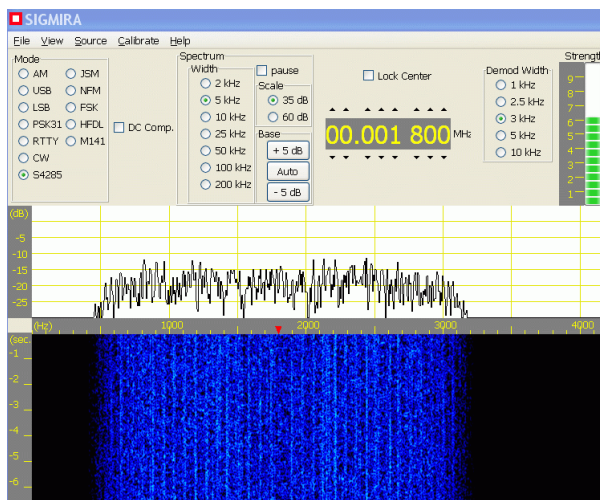 SIGMIRA
File View Source Calibrate Help
Mode
AM JSM
USB NFM
LSB FSK
PSK31 HFDL
RTTY M141
CW
S4285
DC Comp.
Spectrum
Width
2 kHz
5 kHz
10 kHz
25 kHz
50 kHz
100 kHz
200 kHz
pause
Scale
35 dB
60 dB
Base
+ 5 dB
Auto
- 5 dB
Lock Center
00.001 800 MHz
Demod Width
1 kHz
2.5 kHz
3 kHz
5 kHz
10 kHz
Strength
9
8
7
6
5
4
3
2
1
(dB)
-5
-10
-15
-20
-25
(Hz) 1000 2000 3000 4000
(sec.
-1
-2
-3
-4
-5
-6